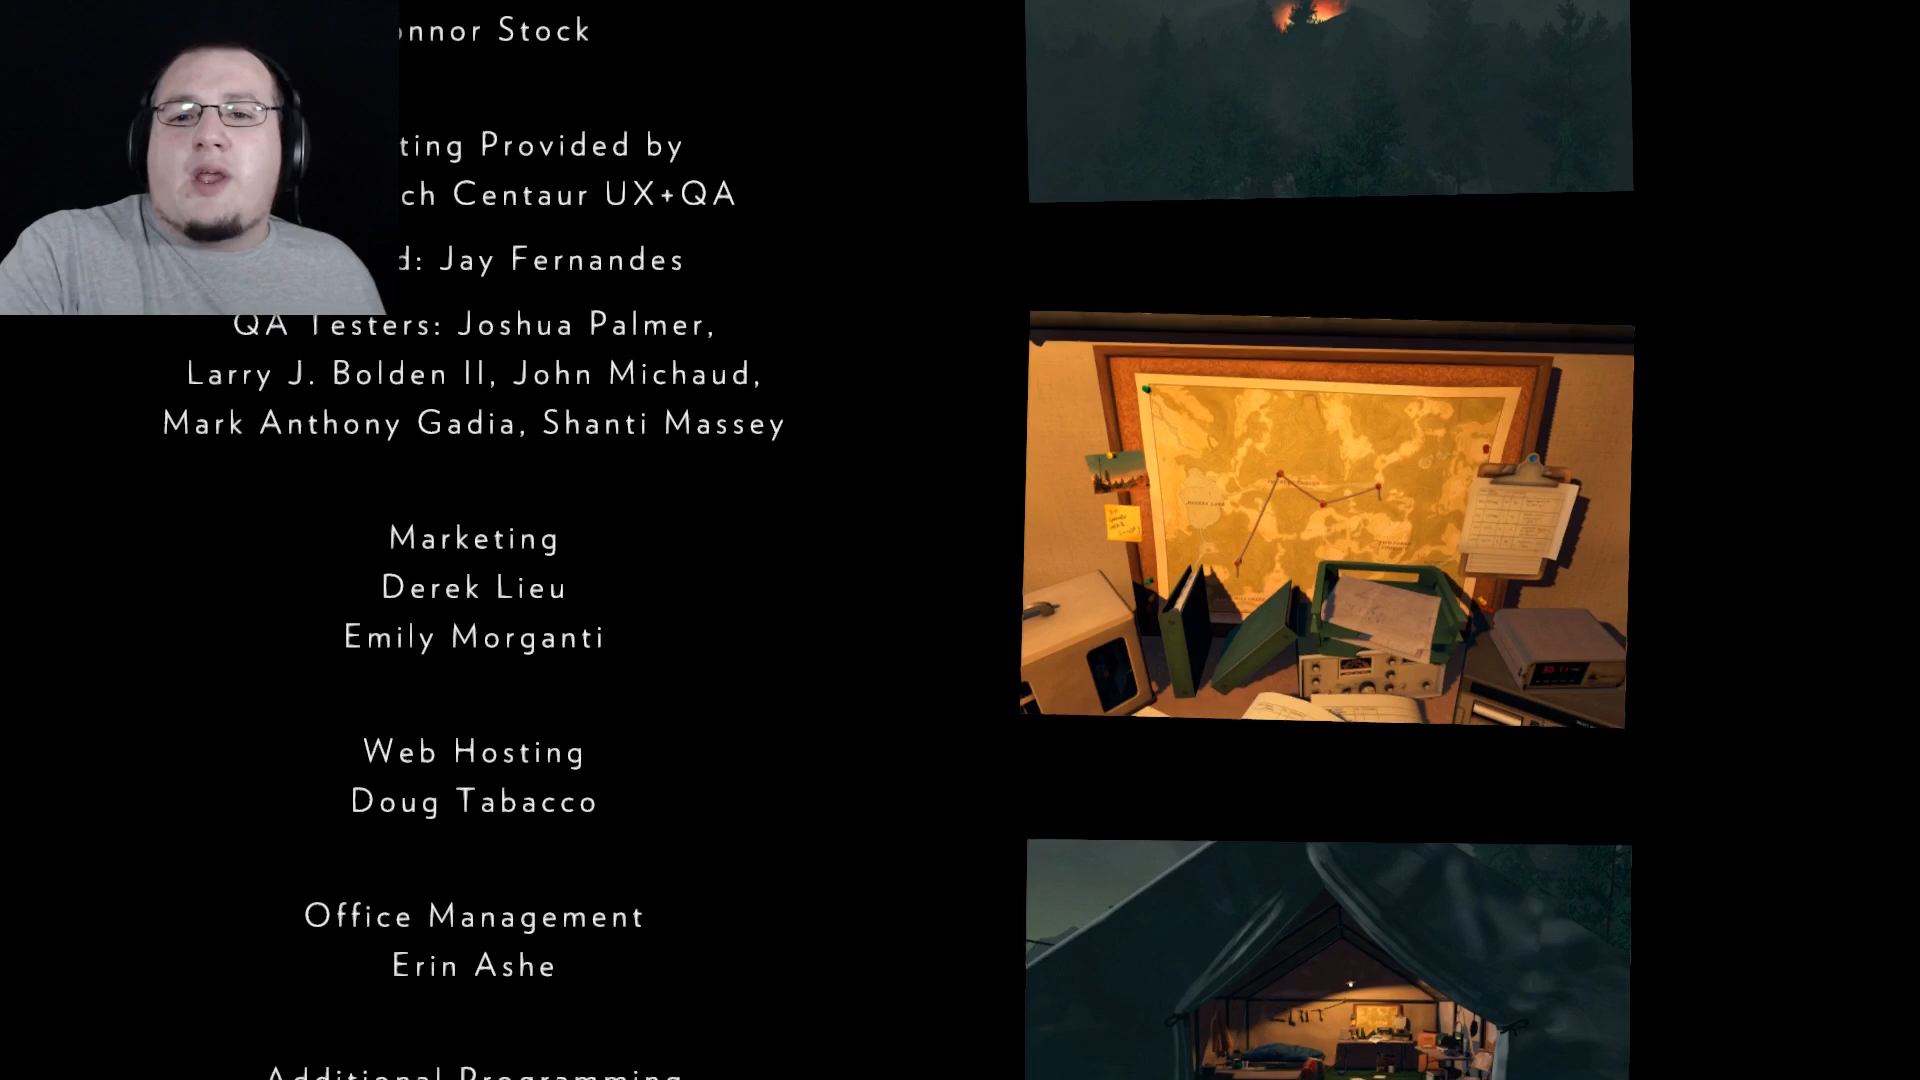 onnor Stock
ting Provided by
ch Centaur UX+QA
d: Jay Fernandes
QA Testers: Joshua Palmer,
Larry J. Bolden II, John Michaud,
Mark Anthony Gadia, Shanti Massey
Marketing
Derek Lieu
Emily Morganti
Web Hosting
Doug Tabacco
Office Management
Erin Ashe
Additional Programming